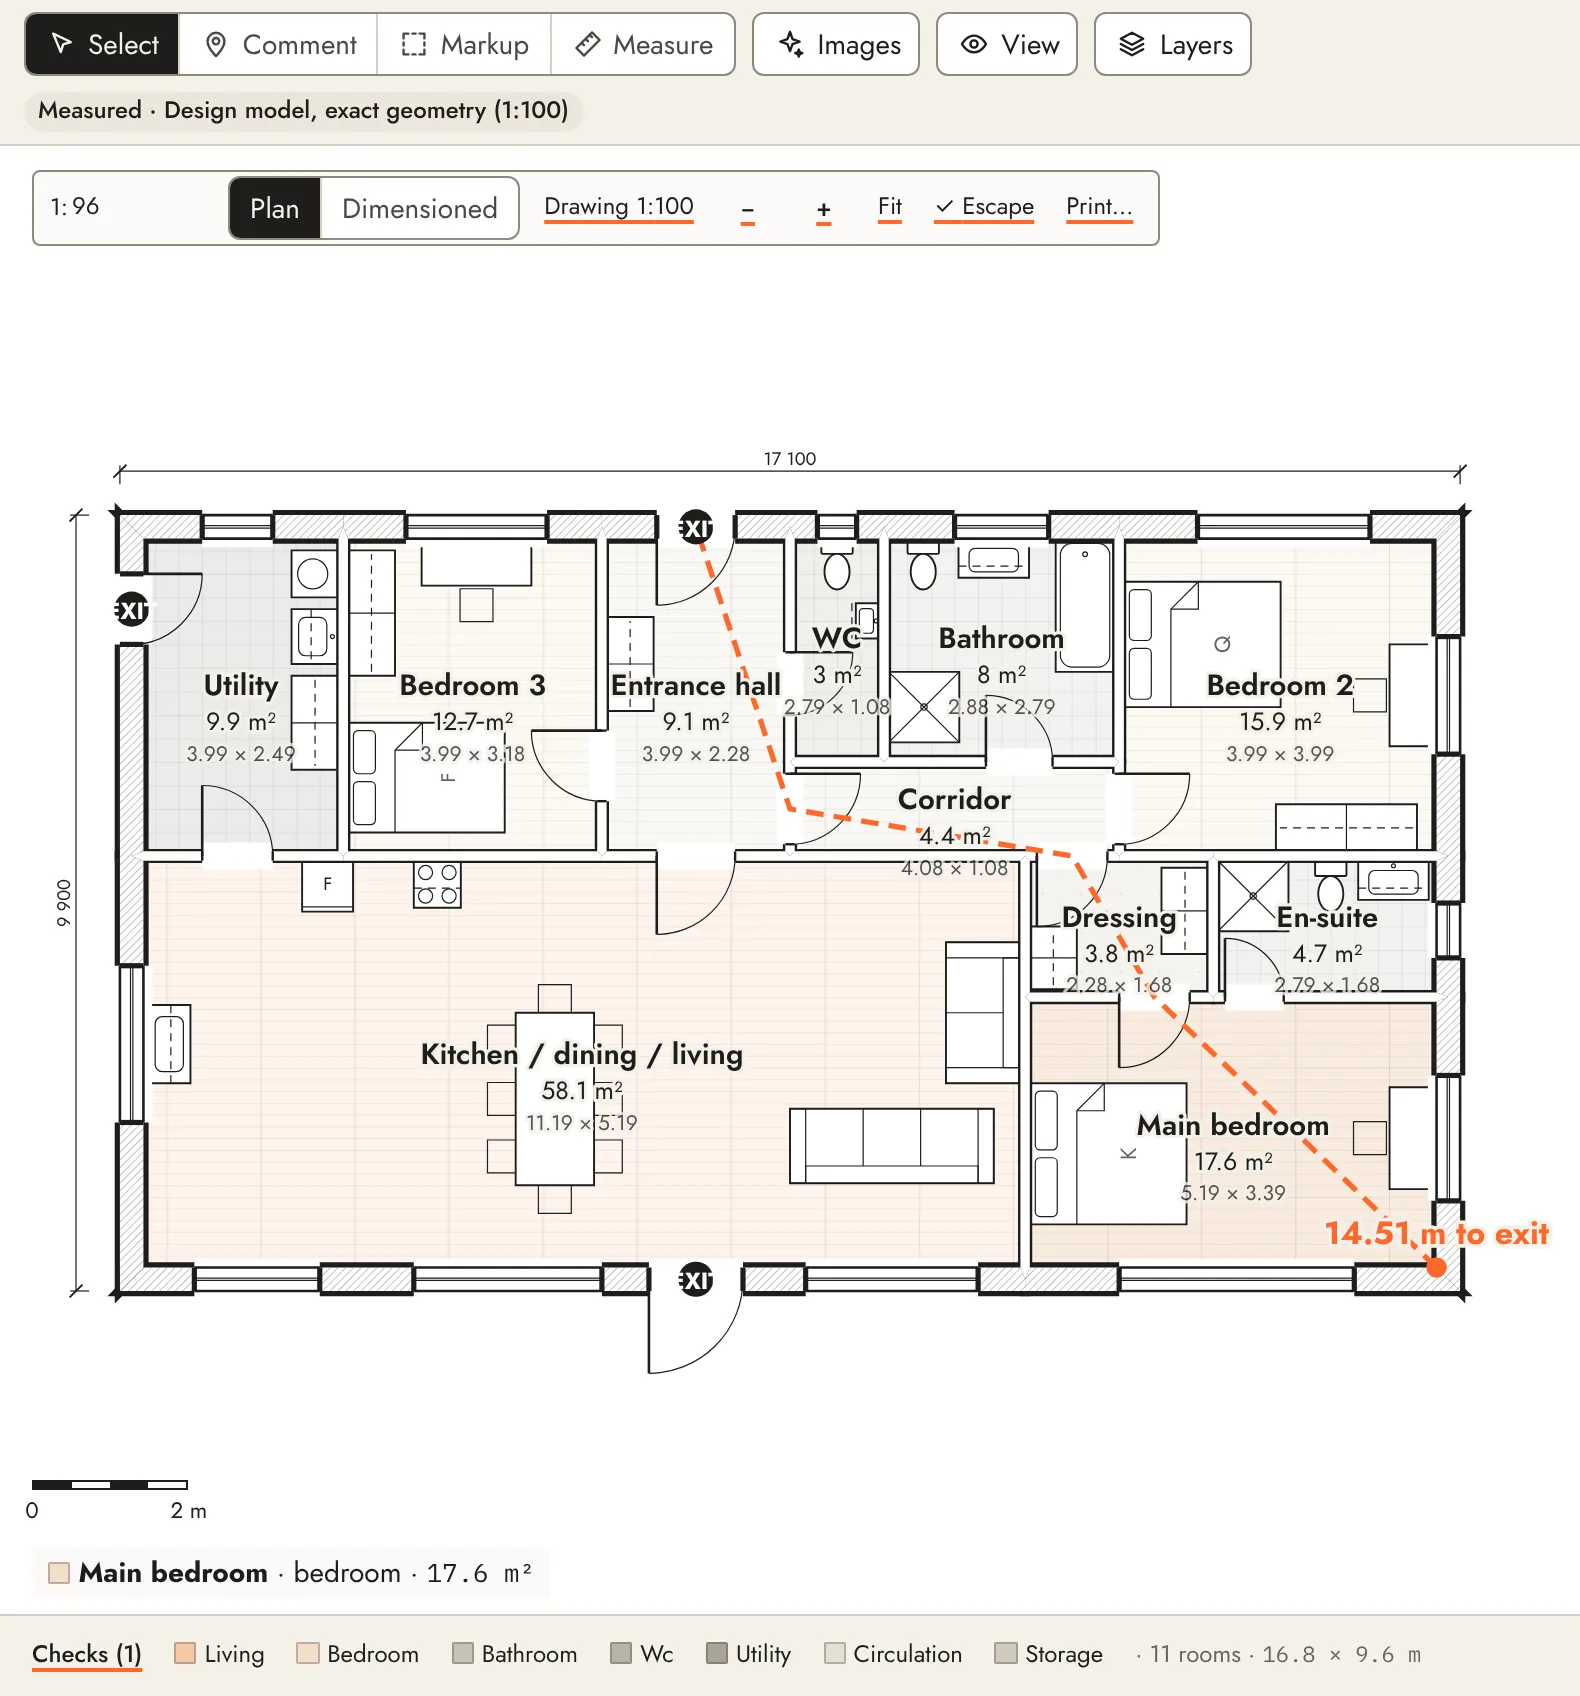 Select Comment Markup Measure Images View Layers
Measured · Design model, exact geometry (1:100)
1: 96 Plan Dimensioned Drawing 1:100 – + Fit ✓ Escape Print...
17 100
9 900
EXIT
EXIT
Utility
9.9 m²
3.99 × 2.49
Bedroom 3
12.7 m²
3.99 × 3.18
F
Entrance hall
9.1 m²
3.99 × 2.28
WC
3 m²
2.79 × 1.08
Bathroom
8 m²
2.88 × 2.79
Q
Bedroom 2
15.9 m²
3.99 × 3.99
Corridor
4.4 m²
4.08 × 1.08
F
Dressing
3.8 m²
2.28 × 1.68
En-suite
4.7 m²
2.79 × 1.68
Kitchen / dining / living
58.1 m²
11.19 × 5.19
K
Main bedroom
17.6 m²
5.19 × 3.39
14.51 m to exit
EXIT
0 2 m
Main bedroom · bedroom · 17.6 m²
Checks (1) Living Bedroom Bathroom Wc Utility Circulation Storage · 11 rooms · 16.8 × 9.6 m